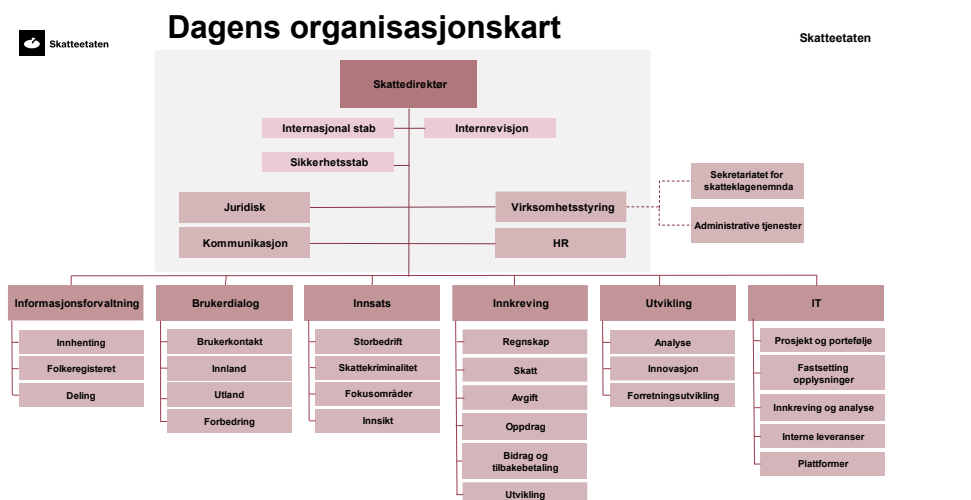 Dagens organisasjonskart
Skatteetaten
Skatteetaten
Skattedirektør
Internasjonal stab
Internrevisjon
Sikkerhetsstab
Sekretariatet for
skatteklagenemnda
Juridisk
Virksomhetsstyring
Administrative tjenester
Kommunikasjon
HR
Informasjonsforvaltning
Brukerdialog
Innsats
Innkreving
Utvikling
IT
Innhenting
Folkeregisteret
Deling
Brukerkontakt
Innland
Utland
Forbedring
Storbedrift
Skattekriminalitet
Fokusområder
Innsikt
Regnskap
Skatt
Avgift
Oppdrag
Bidrag og
tilbakebetaling
Utvikling
Analyse
Innovasjon
Forretningsutvikling
Prosjekt og portefølje
Fastsetting
opplysninger
Innkreving og analyse
Interne leveranser
Plattformer